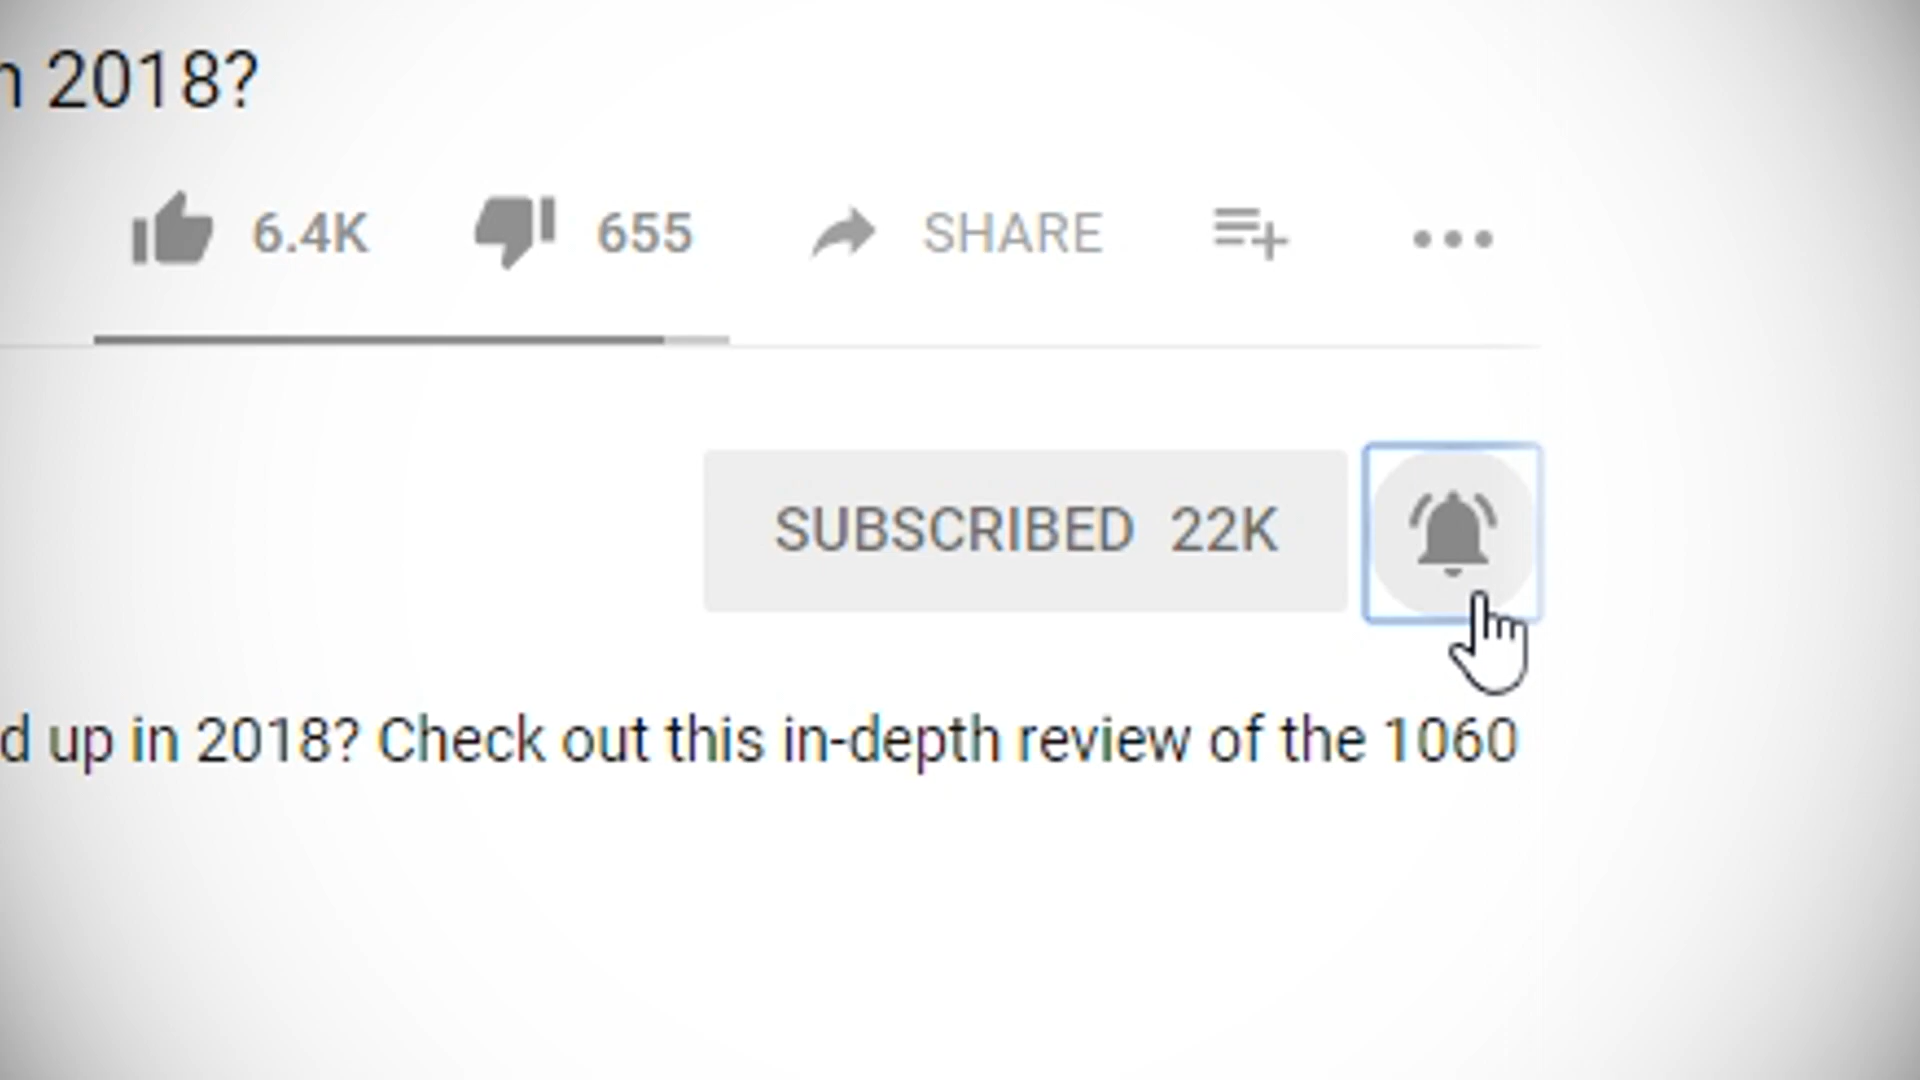 n 2018?
6.4K 655 SHARE
SUBSCRIBED 22K
d up in 2018? Check out this in-depth review of the 1060